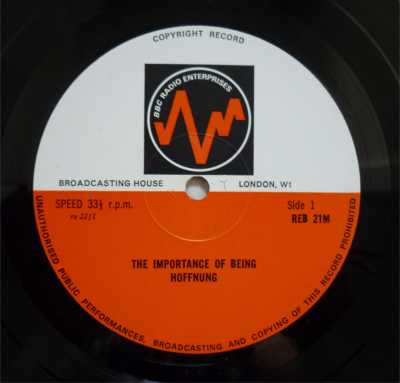 COPYRIGHT RECORD
BBC RADIO ENTERPRISES
BROADCASTING HOUSE LONDON, W1
SPEED 33⅓ r.p.m. Side 1
REB 21M
THE IMPORTANCE OF BEING
HOFFNUNG
UNAUTHORISED PUBLIC PERFORMANCES, BROADCASTING AND COPYING OF THIS RECORD PROHIBITED